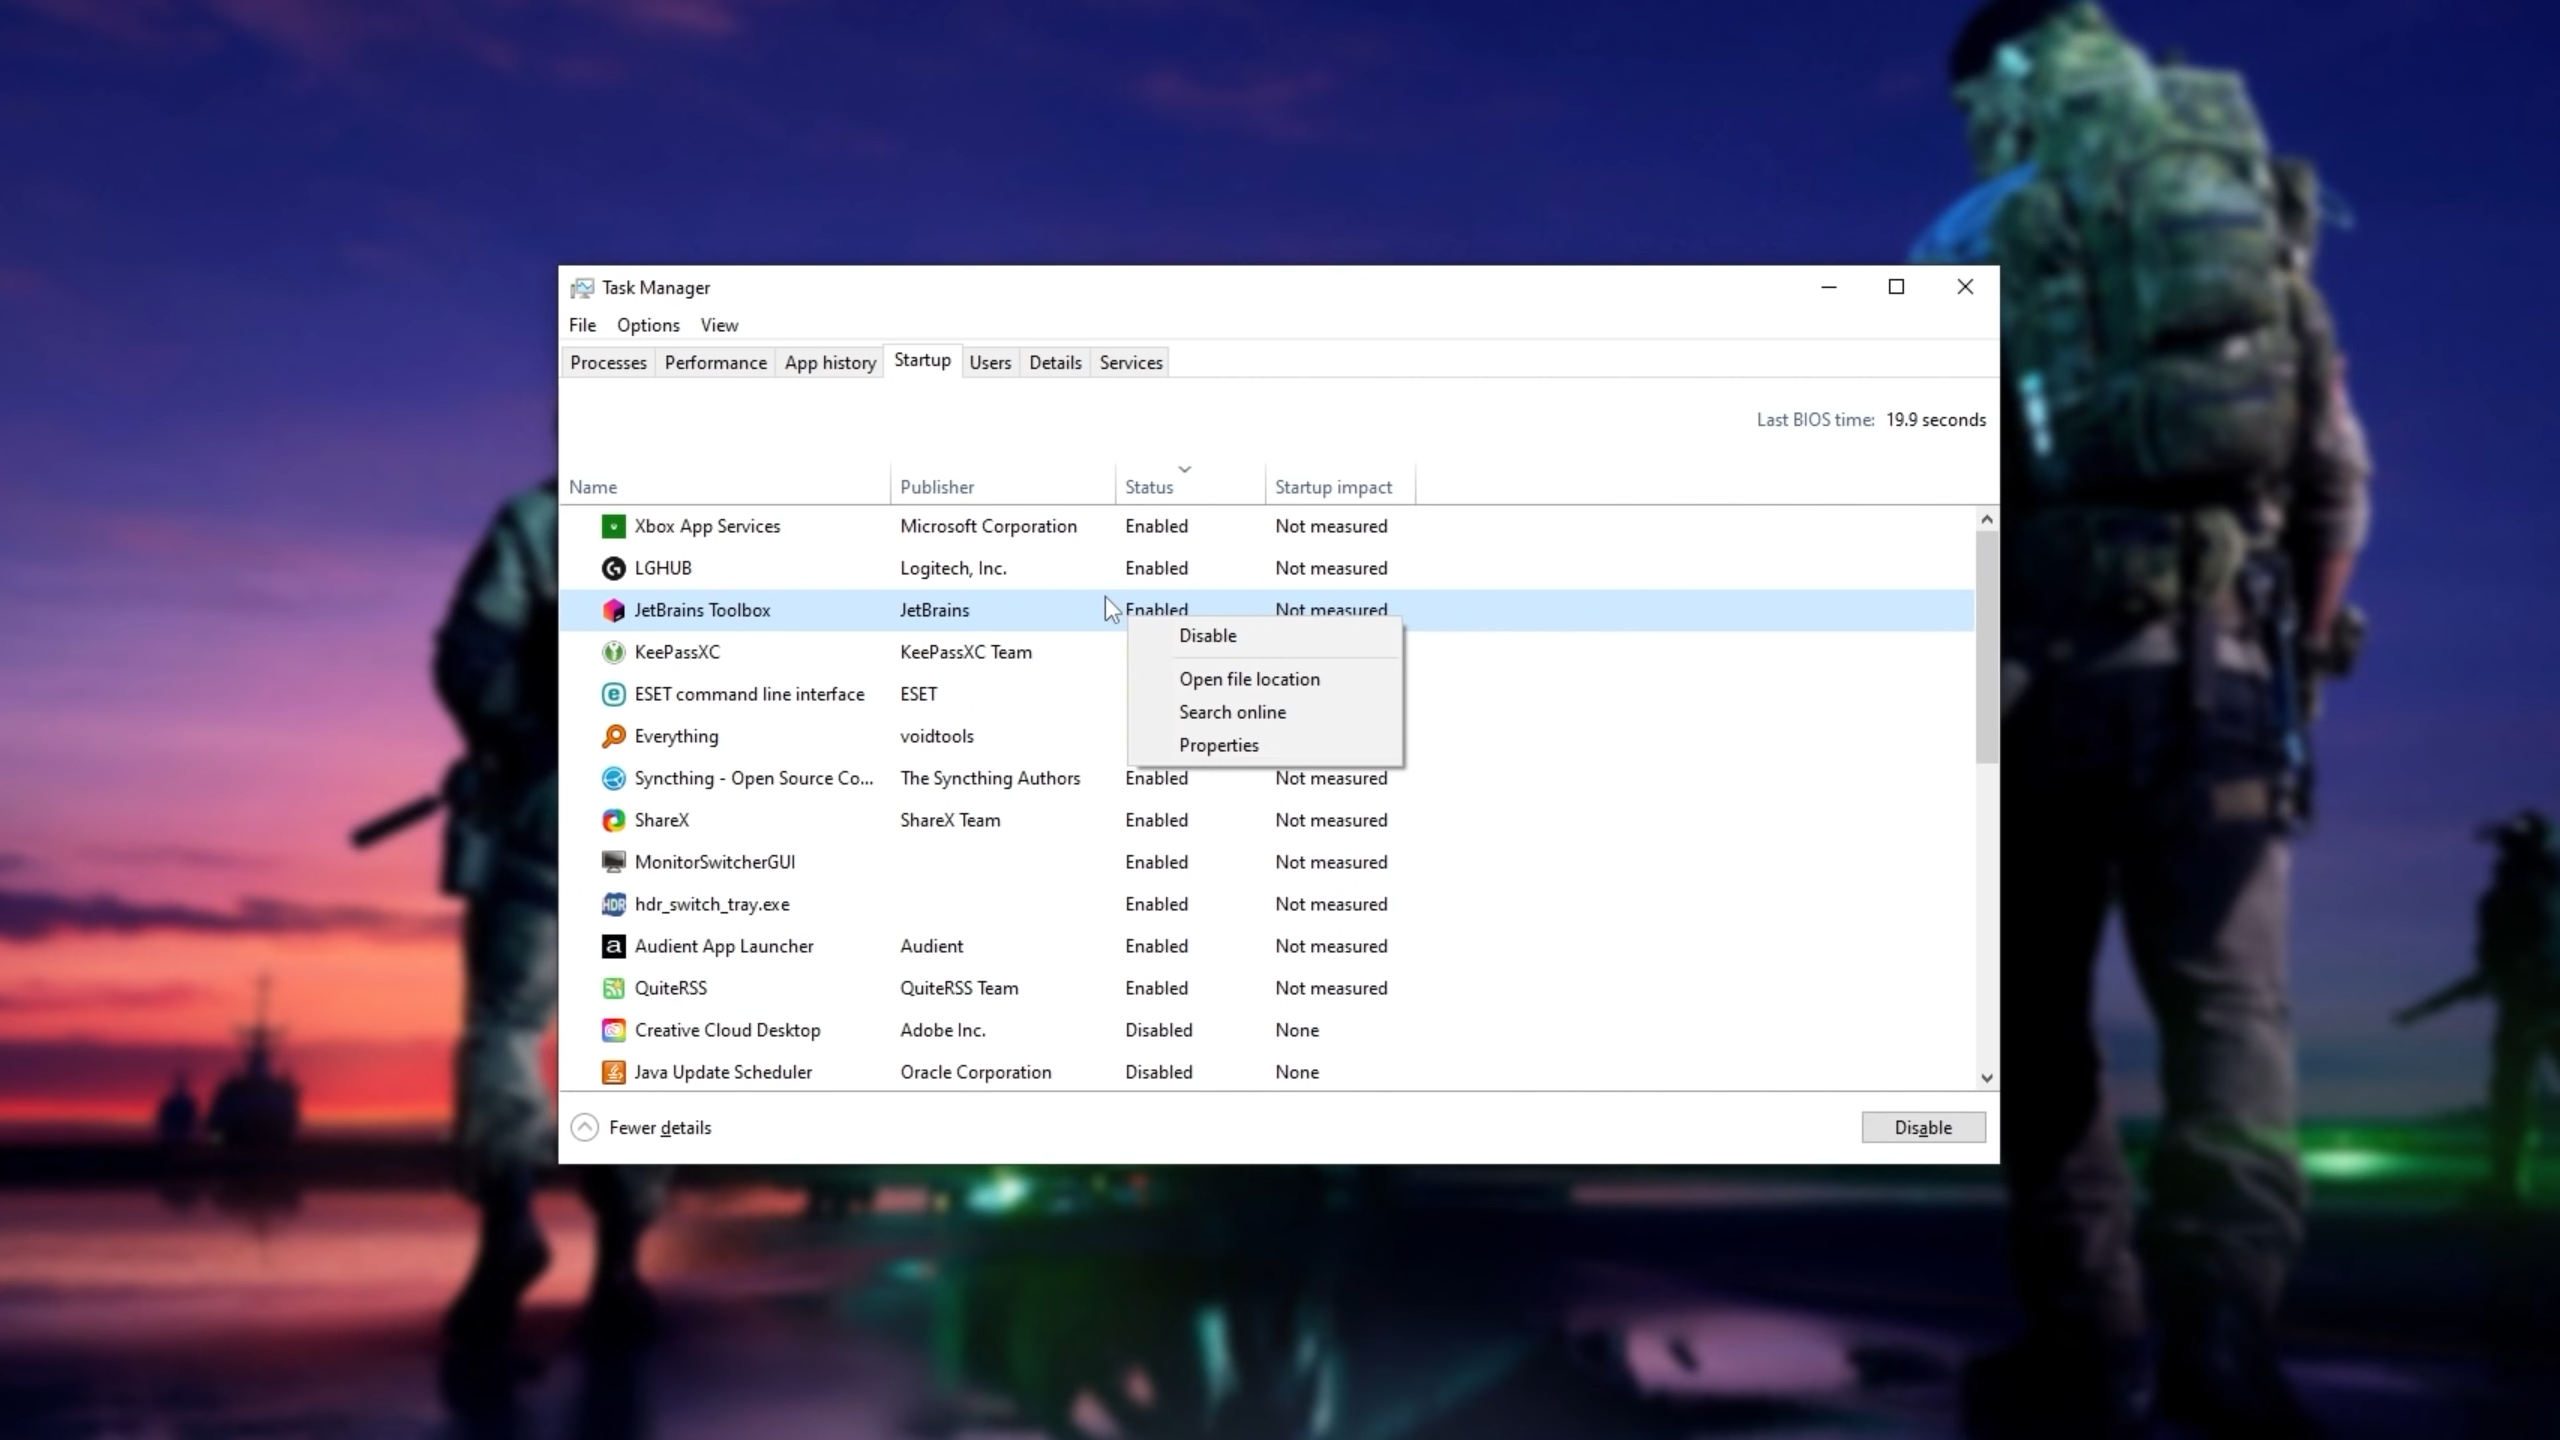 Task Manager
File Options View
Processes Performance App history Startup Users Details Services
Last BIOS time: 19.9 seconds
Name Publisher Status Startup impact
Xbox App Services Microsoft Corporation Enabled Not measured
LGHUB Logitech, Inc. Enabled Not measured
JetBrains Toolbox JetBrains Enabled Not measured
Disable
KeePassXC KeePassXC Team
Open file location
ESET command line interface ESET
Search online
Everything voidtools
Properties
Syncthing - Open Source Co... The Syncthing Authors Enabled Not measured
ShareX ShareX Team Enabled Not measured
MonitorSwitcherGUI Enabled Not measured
HDR hdr_switch_tray.exe Enabled Not measured
a Audient App Launcher Audient Enabled Not measured
QuiteRSS QuiteRSS Team Enabled Not measured
Creative Cloud Desktop Adobe Inc. Disabled None
Java Update Scheduler Oracle Corporation Disabled None
Fewer details Disable